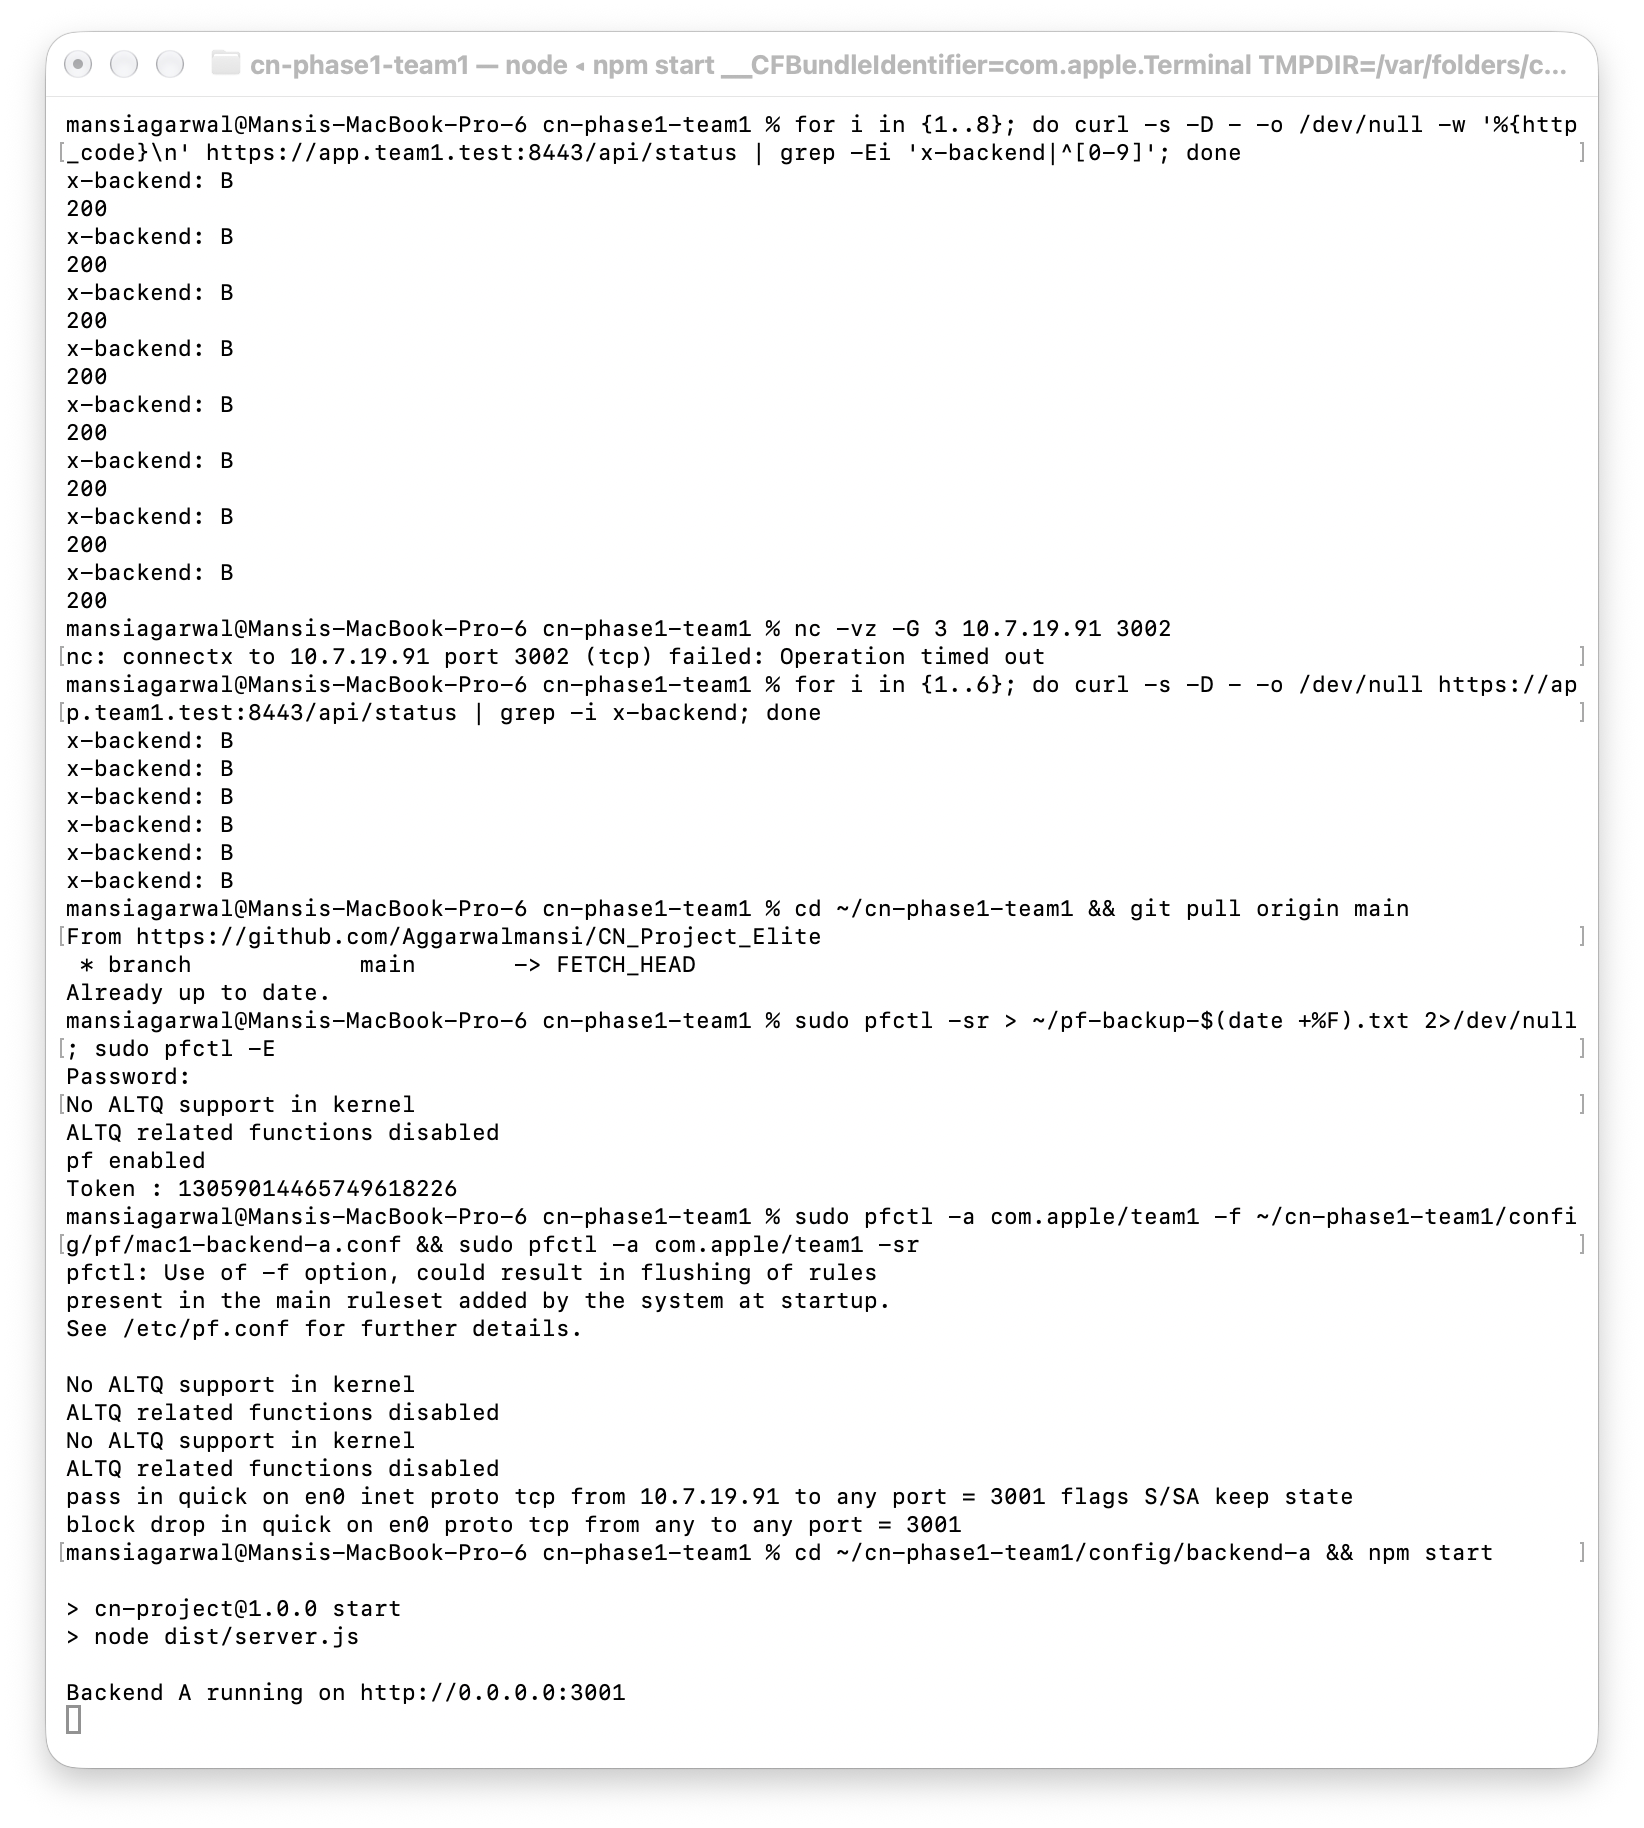 cn-phase1-team1 — node ◂ npm start __CFBundleIdentifier=com.apple.Terminal TMPDIR=/var/folders/c...
mansiagarwal@Mansis-MacBook-Pro-6 cn-phase1-team1 % for i in {1..8}; do curl -s -D - -o /dev/null -w '%{http
[_code}\n' https://app.team1.test:8443/api/status | grep -Ei 'x-backend|^[0-9]'; done ]
x-backend: B
200
x-backend: B
200
x-backend: B
200
x-backend: B
200
x-backend: B
200
x-backend: B
200
x-backend: B
200
x-backend: B
200
mansiagarwal@Mansis-MacBook-Pro-6 cn-phase1-team1 % nc -vz -G 3 10.7.19.91 3002
[nc: connectx to 10.7.19.91 port 3002 (tcp) failed: Operation timed out ]
mansiagarwal@Mansis-MacBook-Pro-6 cn-phase1-team1 % for i in {1..6}; do curl -s -D - -o /dev/null https://ap
[p.team1.test:8443/api/status | grep -i x-backend; done ]
x-backend: B
x-backend: B
x-backend: B
x-backend: B
x-backend: B
x-backend: B
mansiagarwal@Mansis-MacBook-Pro-6 cn-phase1-team1 % cd ~/cn-phase1-team1 && git pull origin main
[From https://github.com/Aggarwalmansi/CN_Project_Elite ]
 * branch            main       -> FETCH_HEAD
Already up to date.
mansiagarwal@Mansis-MacBook-Pro-6 cn-phase1-team1 % sudo pfctl -sr > ~/pf-backup-$(date +%F).txt 2>/dev/null
[; sudo pfctl -E ]
Password:
[No ALTQ support in kernel ]
ALTQ related functions disabled
pf enabled
Token : 13059014465749618226
mansiagarwal@Mansis-MacBook-Pro-6 cn-phase1-team1 % sudo pfctl -a com.apple/team1 -f ~/cn-phase1-team1/confi
[g/pf/mac1-backend-a.conf && sudo pfctl -a com.apple/team1 -sr ]
pfctl: Use of -f option, could result in flushing of rules
present in the main ruleset added by the system at startup.
See /etc/pf.conf for further details.

No ALTQ support in kernel
ALTQ related functions disabled
No ALTQ support in kernel
ALTQ related functions disabled
pass in quick on en0 inet proto tcp from 10.7.19.91 to any port = 3001 flags S/SA keep state
block drop in quick on en0 proto tcp from any to any port = 3001
[mansiagarwal@Mansis-MacBook-Pro-6 cn-phase1-team1 % cd ~/cn-phase1-team1/config/backend-a && npm start ]

> cn-project@1.0.0 start
> node dist/server.js

Backend A running on http://0.0.0.0:3001